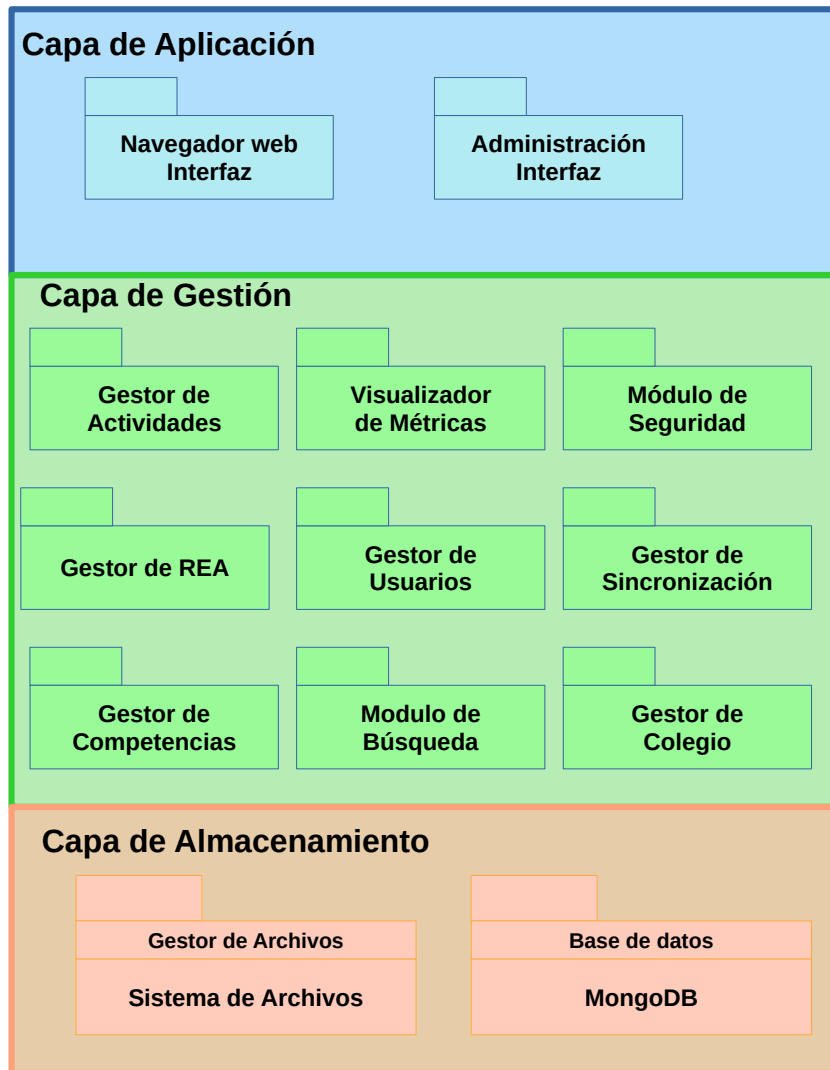 Capa de Aplicación
Navegador web
Interfaz
Administración
Interfaz
Capa de Gestión
Gestor de
Actividades
Visualizador
de Métricas
Módulo de
Seguridad
Gestor de REA
Gestor de
Usuarios
Gestor de
Sincronización
Gestor de
Competencias
Modulo de
Búsqueda
Gestor de
Colegio
Capa de Almacenamiento
Gestor de Archivos
Sistema de Archivos
Base de datos
MongoDB